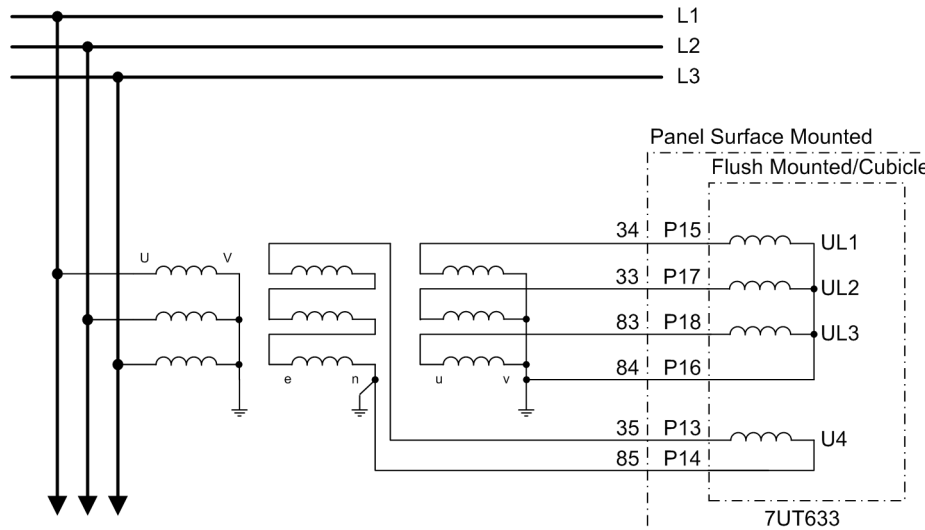 L1
L2
L3
Panel Surface Mounted
Flush Mounted/Cubicle
34 P15 UL1
U V
33 P17 UL2
83 P18 UL3
84 P16
e n u v
35 P13 U4
85 P14
7UT633